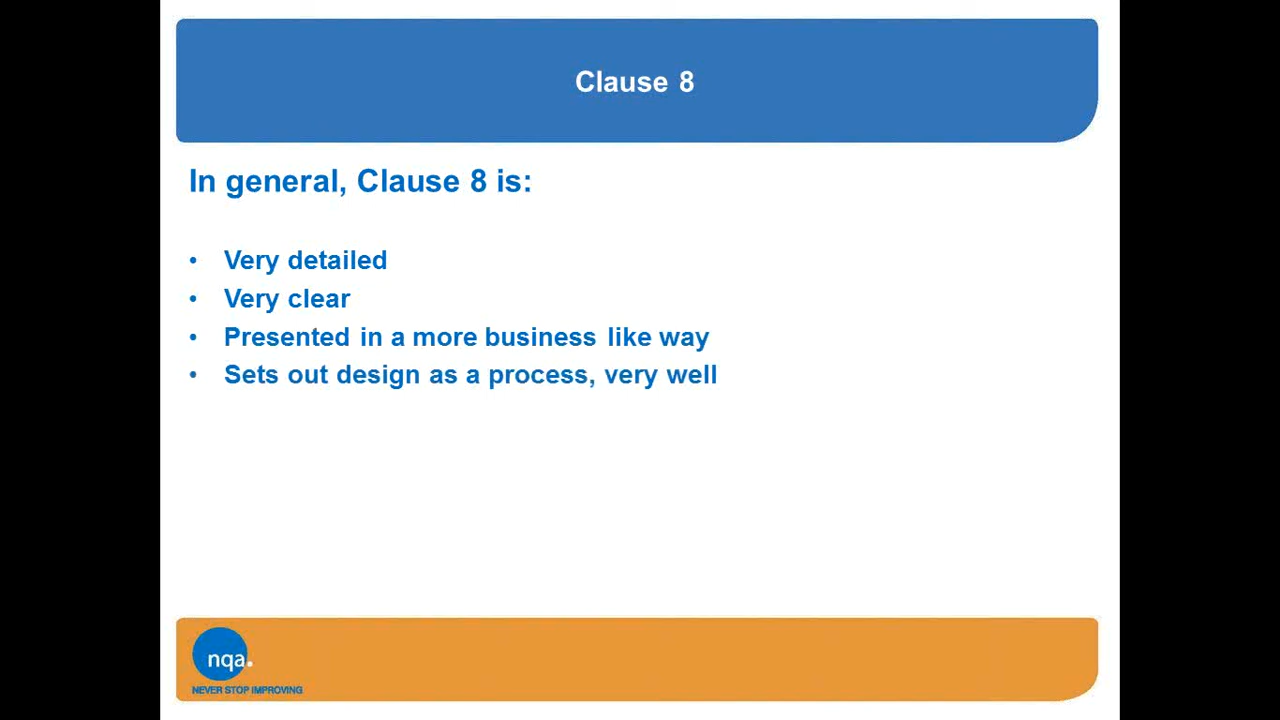 Clause 8
In general, Clause 8 is:
• Very detailed
• Very clear
• Presented in a more business like way
• Sets out design as a process, very well
nqa.
NEVER STOP IMPROVING